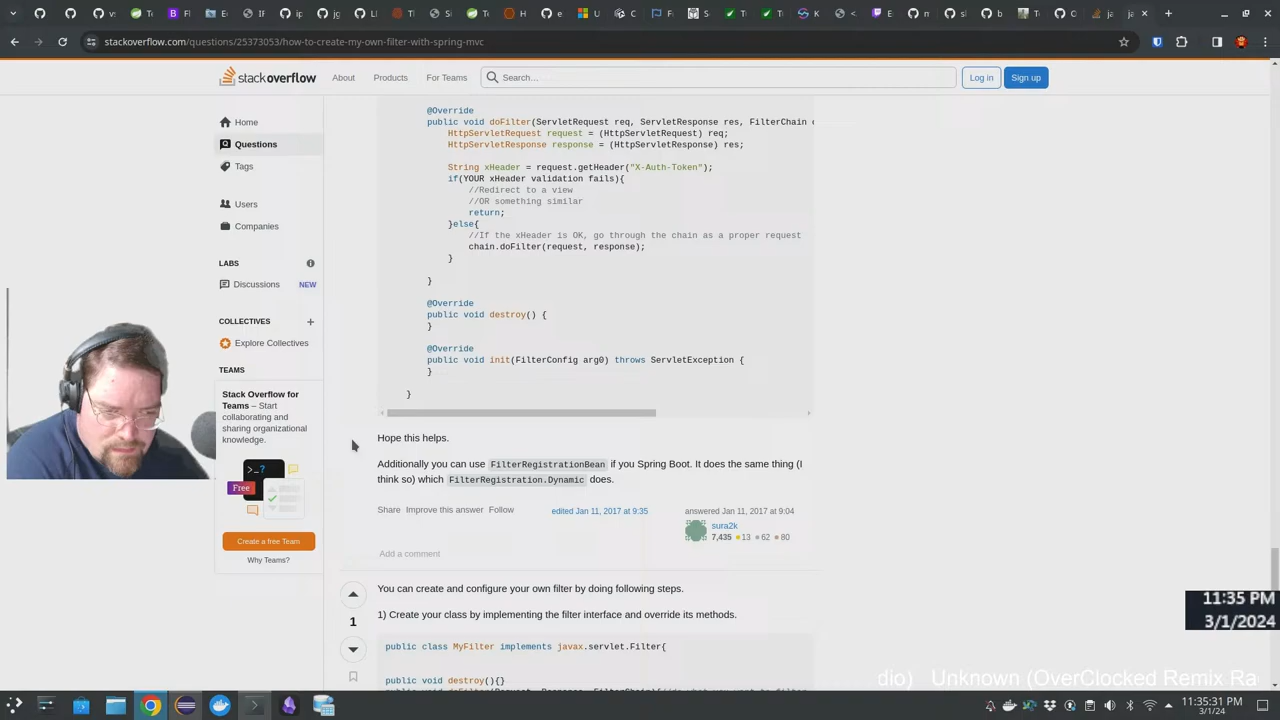 stackoverflow.com/questions/25373053/how-to-create-my-own-filter-with-spring-mvc
stackoverflow
About
Products
For Teams
Search…
Log in
Sign up
Home
Questions
Tags
Users
Companies
LABS
Discussions
NEW
COLLECTIVES
Explore Collectives
TEAMS
Stack Overflow for
Teams – Start
collaborating and
sharing organizational
knowledge.
>_?
Free
Create a free Team
Why Teams?
@Override
public void doFilter(ServletRequest req, ServletResponse res, FilterChain
HttpServletRequest request = (HttpServletRequest) req;
HttpServletResponse response = (HttpServletResponse) res;
String xHeader = request.getHeader("X-Auth-Token");
if(YOUR xHeader validation fails){
//Redirect to a view
//OR something similar
return;
}else{
//If the xHeader is OK, go through the chain as a proper request
chain.doFilter(request, response);
}
}
@Override
public void destroy() {
}
@Override
public void init(FilterConfig arg0) throws ServletException {
}
}
Hope this helps.
Additionally you can use FilterRegistrationBean if you Spring Boot. It does the same thing (I
think so) which FilterRegistration.Dynamic does.
Share Improve this answer Follow
edited Jan 11, 2017 at 9:35
answered Jan 11, 2017 at 9:04
sura2k
7,435 13 62 80
Add a comment
You can create and configure your own filter by doing following steps.
1
1) Create your class by implementing the filter interface and override its methods.
public class MyFilter implements javax.servlet.Filter{
public void destroy(){}
11:35 PM
3/1/2024
dio) Unknown (OverClocked Remix Ra
11:35:31 PM
3/1/24